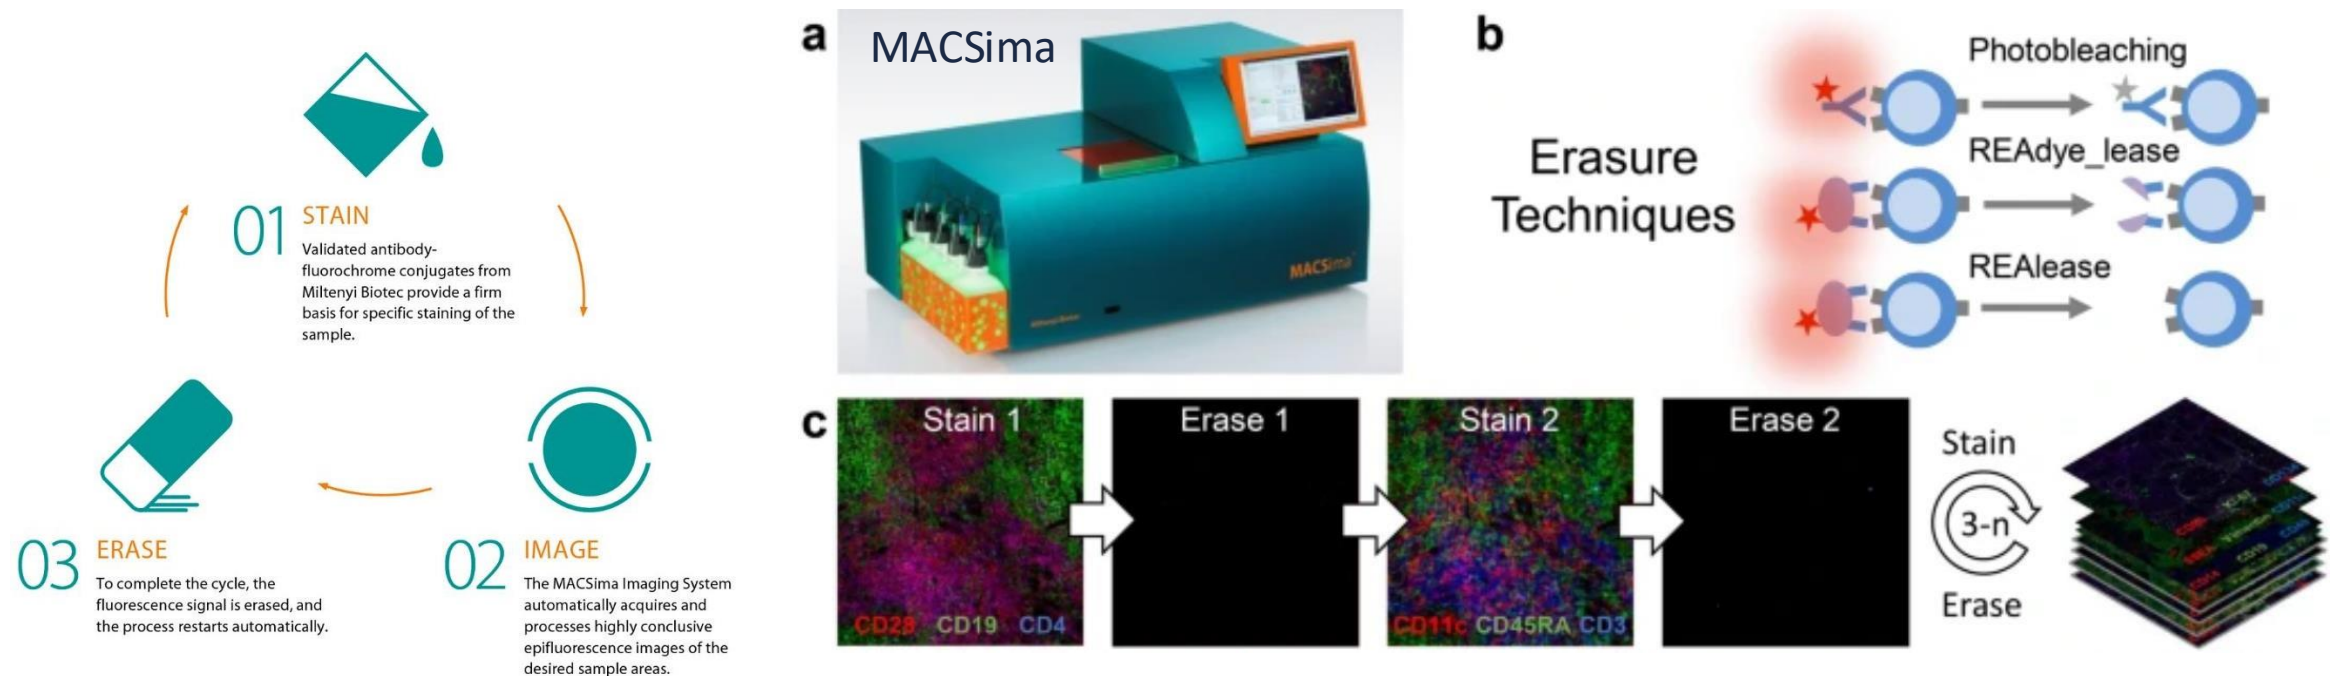 01 STAIN
Validated antibody-
fluorochrome conjugates from
Miltenyi Biotec provide a firm
basis for specific staining of the
sample.
03 ERASE
To complete the cycle, the
fluorescence signal is erased, and
the process restarts automatically.
02 IMAGE
The MACSima Imaging System
automatically acquires and
processes highly conclusive
epifluorescence images of the
desired sample areas.
a
MACSima
MACSima
Miltenyi Biotec
b
Erasure
Techniques
Photobleaching
REAdye_lease
REAlease
c
Stain 1
CD28 CD19 CD4
Erase 1
Stain 2
CD11c CD45RA CD3
Erase 2
Stain
3-n
Erase